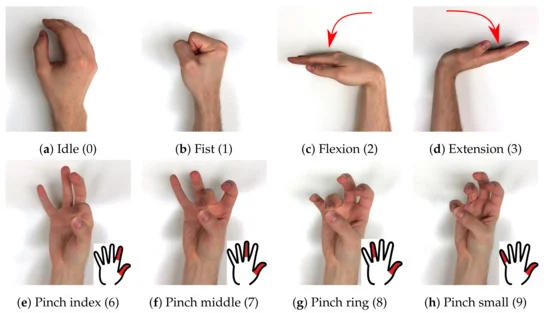 (a) Idle (0)
(b) Fist (1)
(c) Flexion (2)
(d) Extension (3)
(e) Pinch index (6)
(f) Pinch middle (7)
(g) Pinch ring (8)
(h) Pinch small (9)